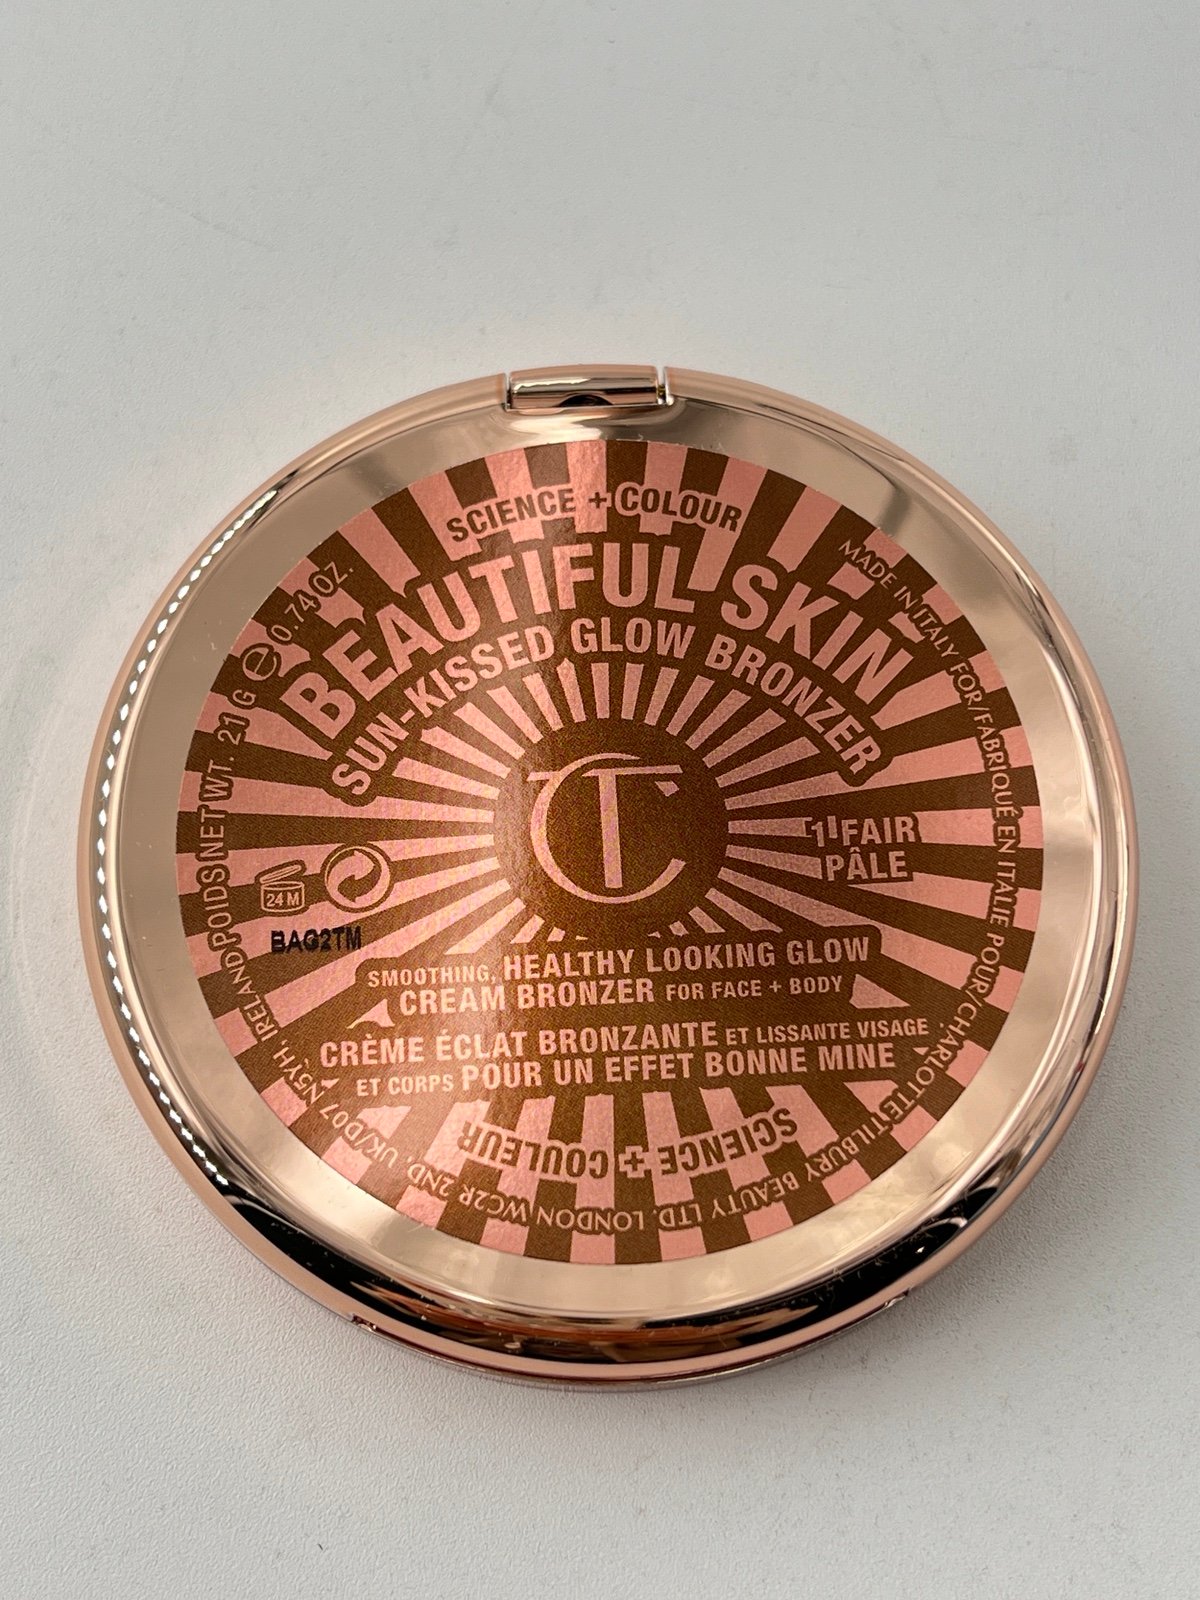 SCIENCE + COLOUR
BEAUTIFUL SKIN
SUN-KISSED GLOW BRONZER
CT
1 FAIR
PÂLE
24 M
BAG2TM
SMOOTHING, HEALTHY LOOKING GLOW
CREAM BRONZER FOR FACE + BODY
CRÈME ÉCLAT BRONZANTE ET LISSANTE VISAGE
ET CORPS POUR UN EFFET BONNE MINE
SCIENCE + COULEUR
MADE IN ITALY FOR/FABRIQUÉ EN ITALIE POUR/CHARLOTTE TILBURY BEAUTY LTD. LONDON WC2R 2ND, UK/D07 N5YH, IRELAND
POIDS NET WT. 21 G ℮ 0.74 OZ.